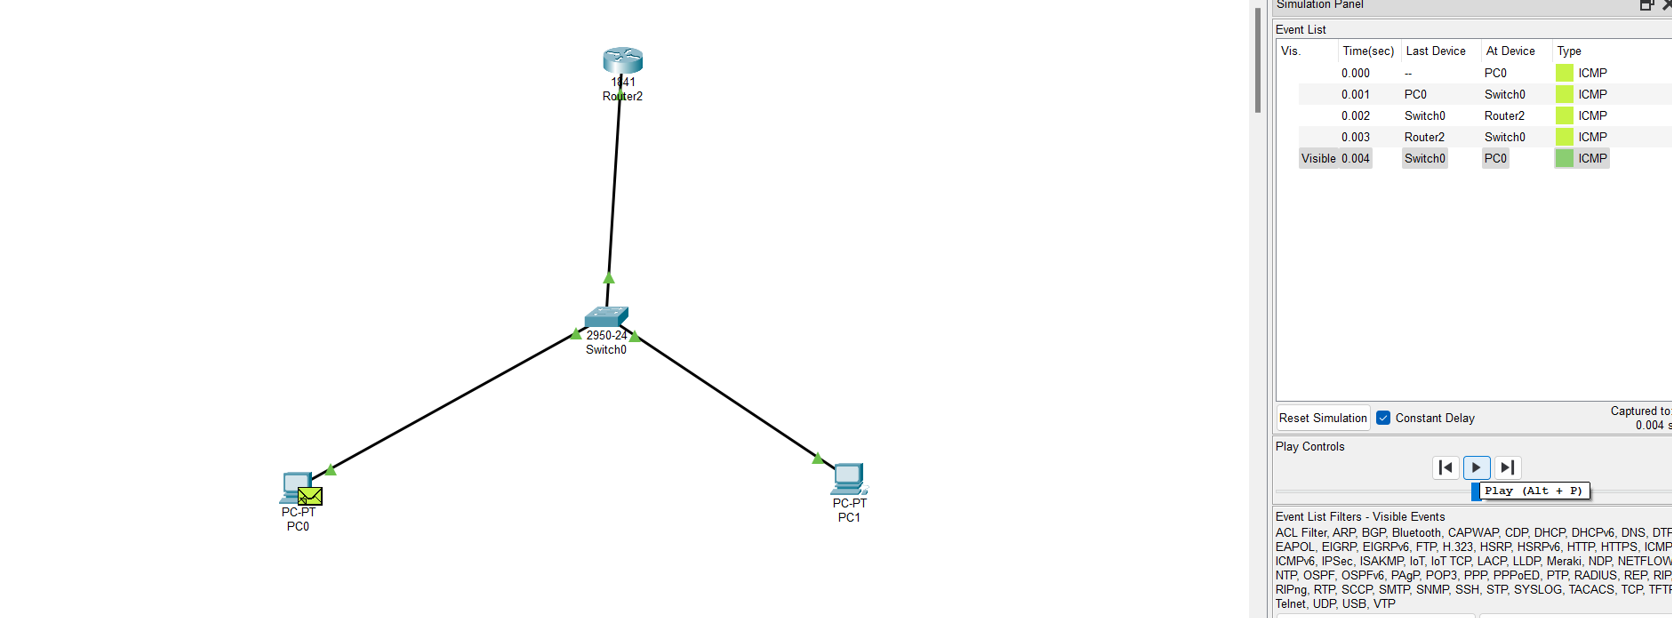 1841
Router2
2950-24
Switch0
PC-PT
PC0
PC-PT
PC1
Simulation Panel
Event List
Vis. Time(sec) Last Device At Device Type
0.000 -- PC0 ICMP
0.001 PC0 Switch0 ICMP
0.002 Switch0 Router2 ICMP
0.003 Router2 Switch0 ICMP
Visible 0.004 Switch0 PC0 ICMP
Reset Simulation Constant Delay
Captured to:
0.004 s
Play Controls
Play (Alt + P)
Event List Filters - Visible Events
ACL Filter, ARP, BGP, Bluetooth, CAPWAP, CDP, DHCP, DHCPv6, DNS, DTP
EAPOL, EIGRP, EIGRPv6, FTP, H.323, HSRP, HSRPv6, HTTP, HTTPS, ICMP
ICMPv6, IPSec, ISAKMP, IoT, IoT TCP, LACP, LLDP, Meraki, NDP, NETFLOW
NTP, OSPF, OSPFv6, PAgP, POP3, PPP, PPPoED, PTP, RADIUS, REP, RIP
RIPng, RTP, SCCP, SMTP, SNMP, SSH, STP, SYSLOG, TACACS, TCP, TFTP
Telnet, UDP, USB, VTP